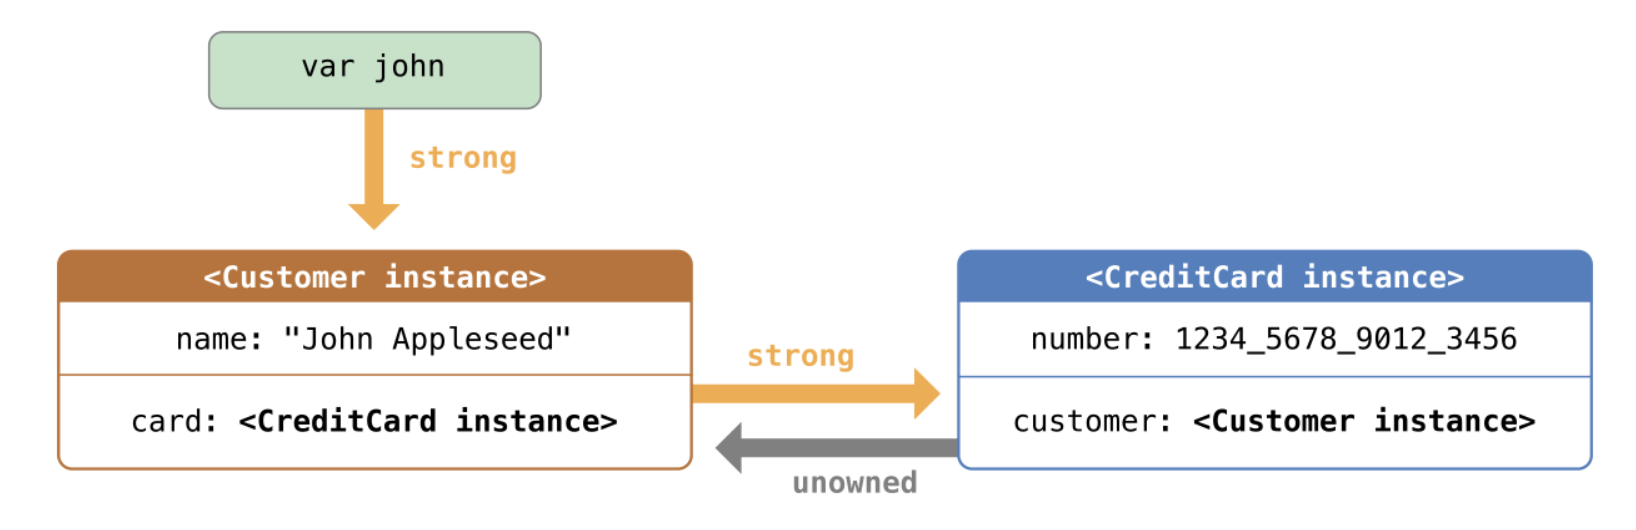 var john
strong
<Customer instance>
<CreditCard instance>
name: "John Appleseed"
number: 1234_5678_9012_3456
strong
card: <CreditCard instance>
customer: <Customer instance>
unowned